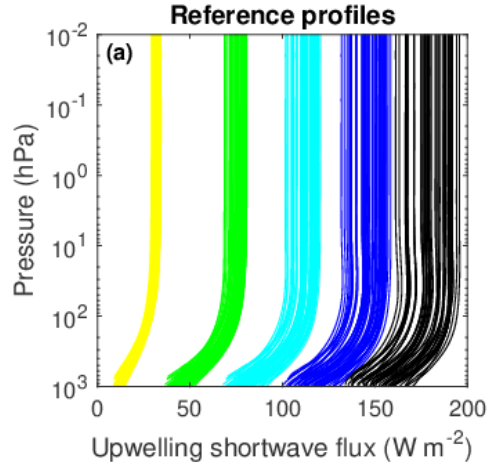 Reference profiles
(a)
10^-2
10^-1
10^0
10^1
10^2
10^3
Pressure (hPa)
0 50 100 150 200
Upwelling shortwave flux (W m^-2)